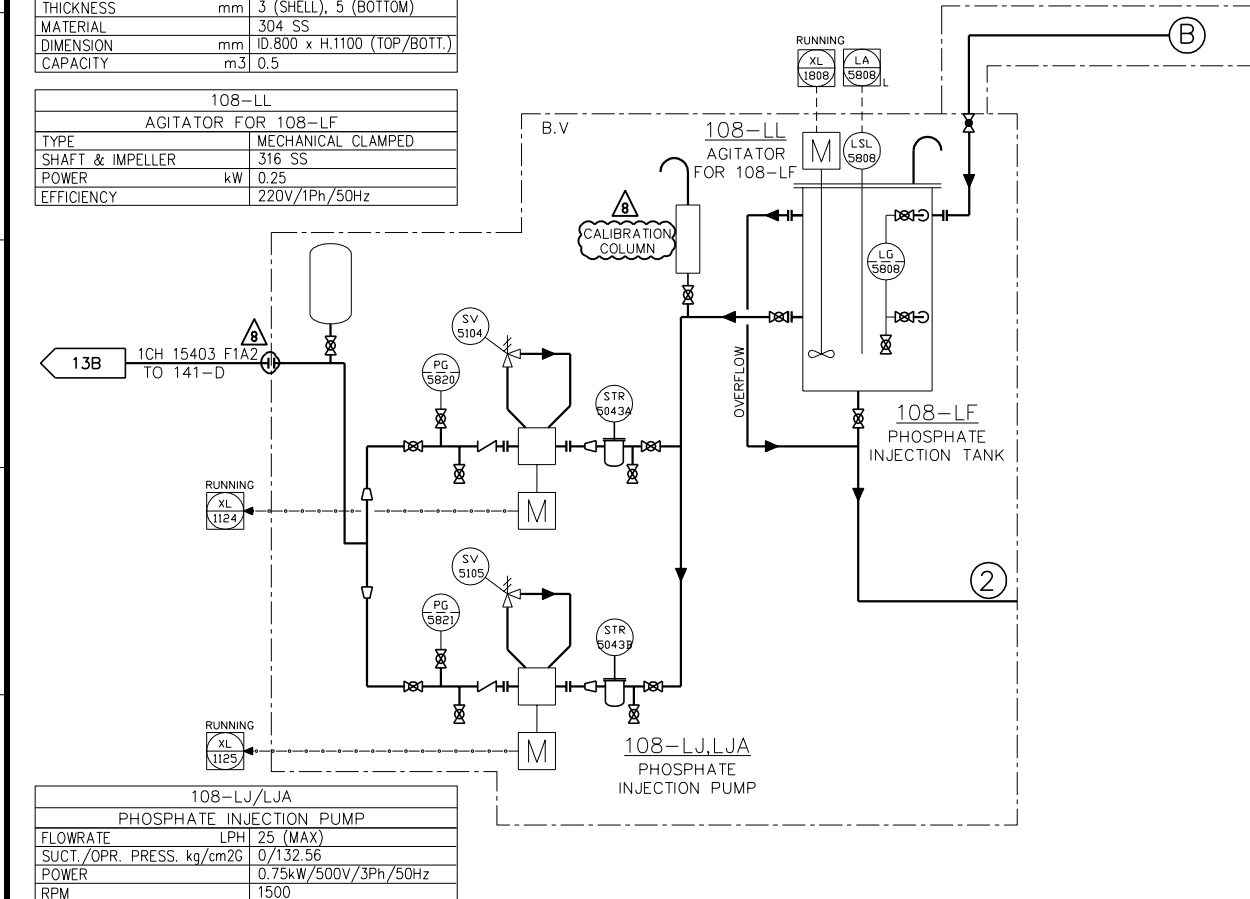 THICKNESS mm 3 (SHELL), 5 (BOTTOM)
MATERIAL 304 SS
DIMENSION mm ID.800 x H.1100 (TOP/BOTT.)
CAPACITY m3 0.5
108-LL
AGITATOR FOR 108-LF
TYPE MECHANICAL CLAMPED
SHAFT & IMPELLER 316 SS
POWER kW 0.25
EFFICIENCY 220V/1Ph/50Hz
B.V
RUNNING
XL
1808
LA
5808
L
B
108-LL
AGITATOR
FOR 108-LF
M
LSL
5808
8
CALIBRATION
COLUMN
LG
5808
OVERFLOW
108-LF
PHOSPHATE
INJECTION TANK
2
13B
1CH 15403 F1A2
TO 141-D
8
SV
5104
PG
5820
STR
5043A
RUNNING
XL
1124
M
SV
5105
PG
5821
STR
5043B
RUNNING
XL
1125
M
108-LJ,LJA
PHOSPHATE
INJECTION PUMP
108-LJ/LJA
PHOSPHATE INJECTION PUMP
FLOWRATE LPH 25 (MAX)
SUCT./OPR. PRESS. kg/cm2G 0/132.56
POWER 0.75kW/500V/3Ph/50Hz
RPM 1500